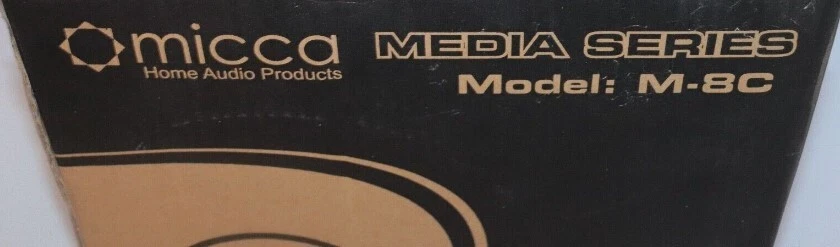 micca
Home Audio Products
MEDIA SERIES
Model: M-8C